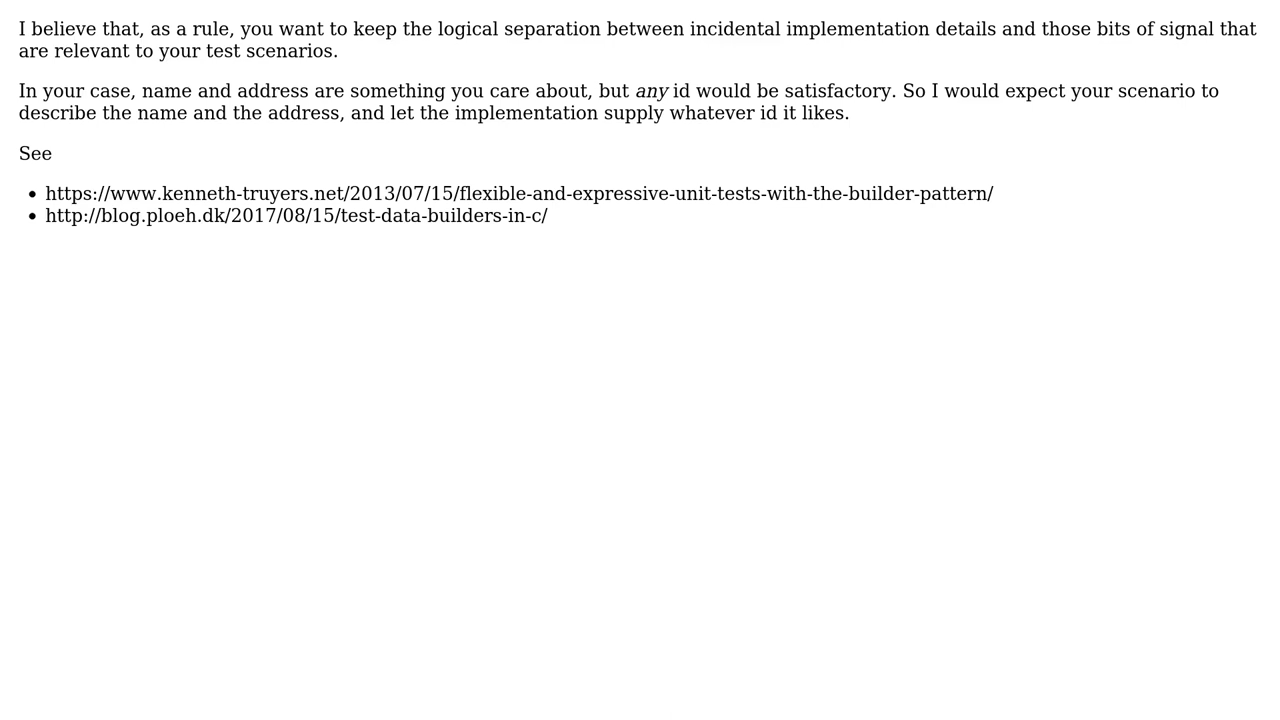 I believe that, as a rule, you want to keep the logical separation between incidental implementation details and those bits of signal that
are relevant to your test scenarios.
In your case, name and address are something you care about, but any id would be satisfactory. So I would expect your scenario to
describe the name and the address, and let the implementation supply whatever id it likes.
See
• https://www.kenneth-truyers.net/2013/07/15/flexible-and-expressive-unit-tests-with-the-builder-pattern/
• http://blog.ploeh.dk/2017/08/15/test-data-builders-in-c/